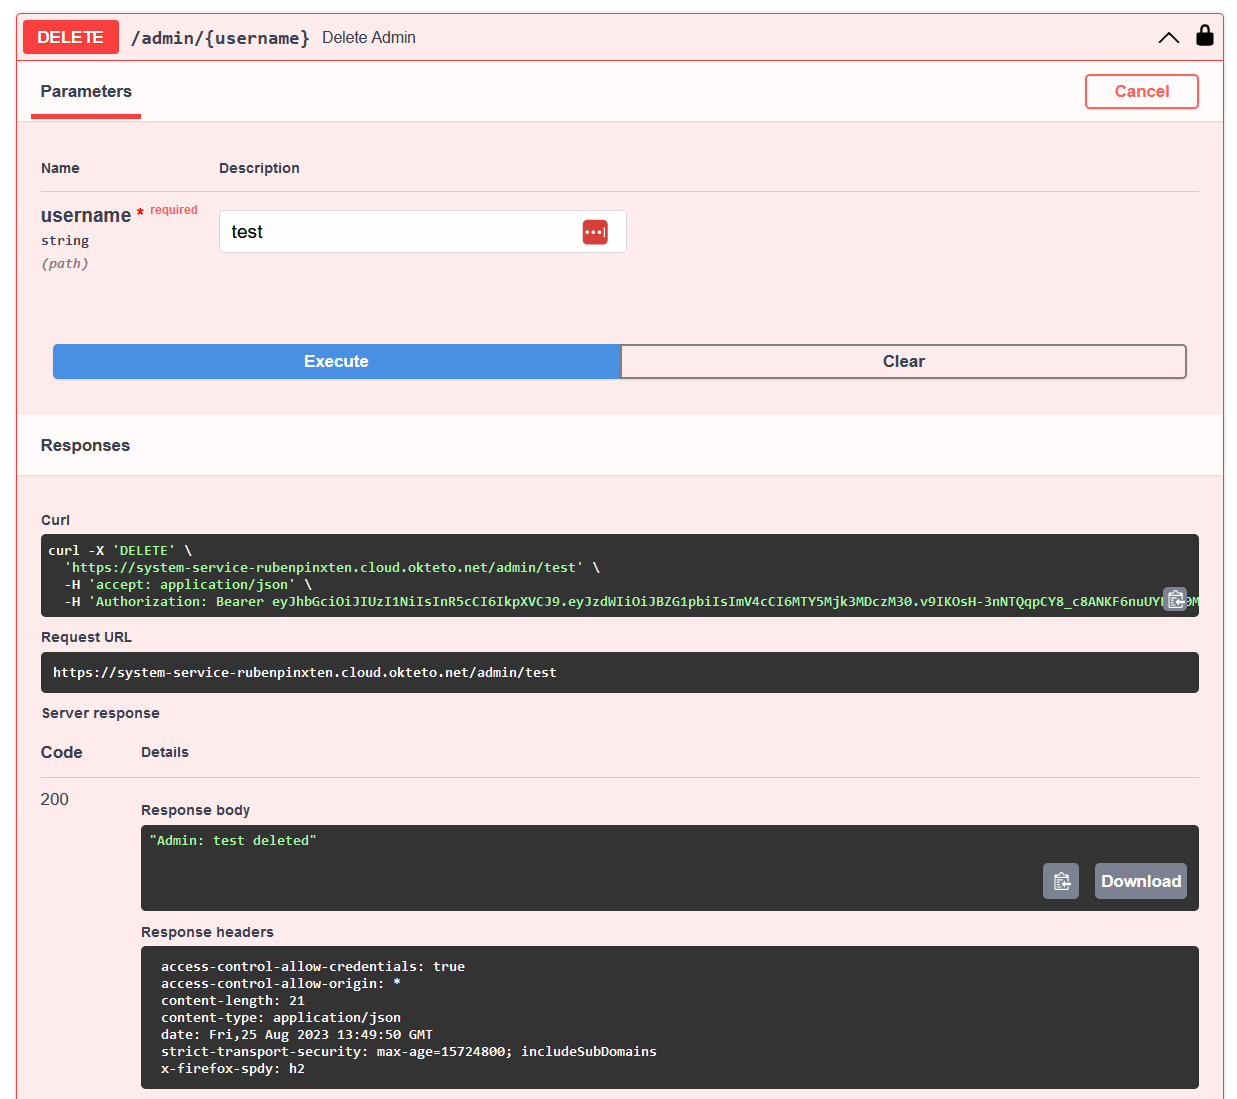 DELETE /admin/{username} Delete Admin
Parameters
Cancel
Name Description
username * required
string
(path)
test
Execute
Clear
Responses
Curl
curl -X 'DELETE' \
'https://system-service-rubenpinxten.cloud.okteto.net/admin/test' \
-H 'accept: application/json' \
-H 'Authorization: Bearer eyJhbGciOiJIUzI1NiIsInR5cCI6IkpXVCJ9.eyJzdWIiOiJBZG1pbiIsImV4cCI6MTY5Mjk3MDczM30.v9IKOsH-3nNTQqpCY8_c8ANKF6nuUY
Request URL
https://system-service-rubenpinxten.cloud.okteto.net/admin/test
Server response
Code Details
200
Response body
"Admin: test deleted"
Download
Response headers
access-control-allow-credentials: true
access-control-allow-origin: *
content-length: 21
content-type: application/json
date: Fri,25 Aug 2023 13:49:50 GMT
strict-transport-security: max-age=15724800; includeSubDomains
x-firefox-spdy: h2